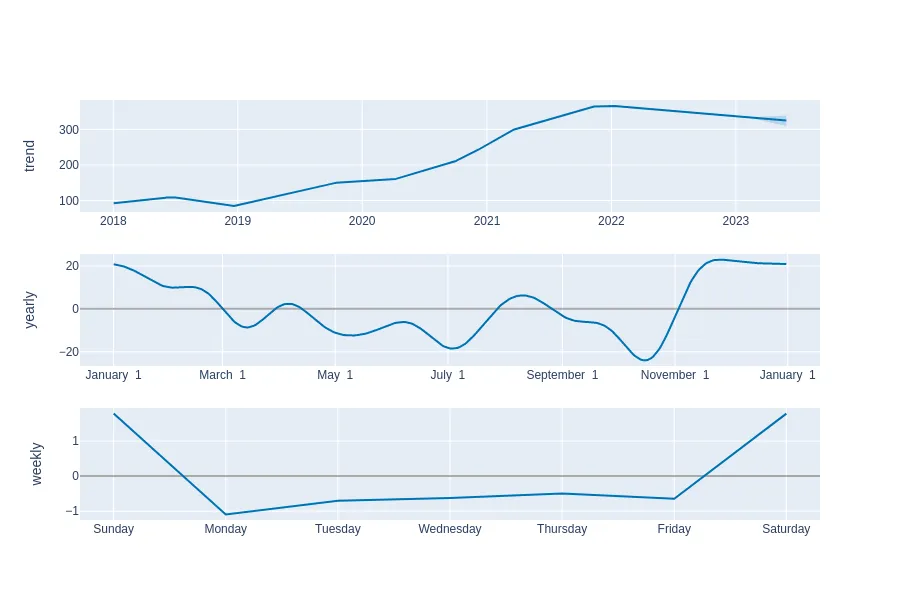 trend
300
200
100
2018 2019 2020 2021 2022 2023
yearly
20
0
−20
January 1 March 1 May 1 July 1 September 1 November 1 January 1
weekly
1
0
−1
Sunday Monday Tuesday Wednesday Thursday Friday Saturday